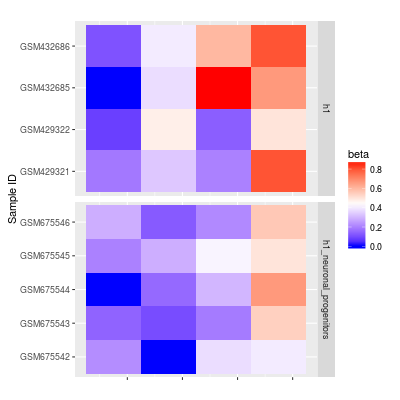 Sample ID
GSM432686
GSM432685
GSM429322
GSM429321
h1
GSM675546
GSM675545
GSM675544
GSM675543
GSM675542
h1_neuronal_progenitors
beta
0.8
0.6
0.4
0.2
0.0